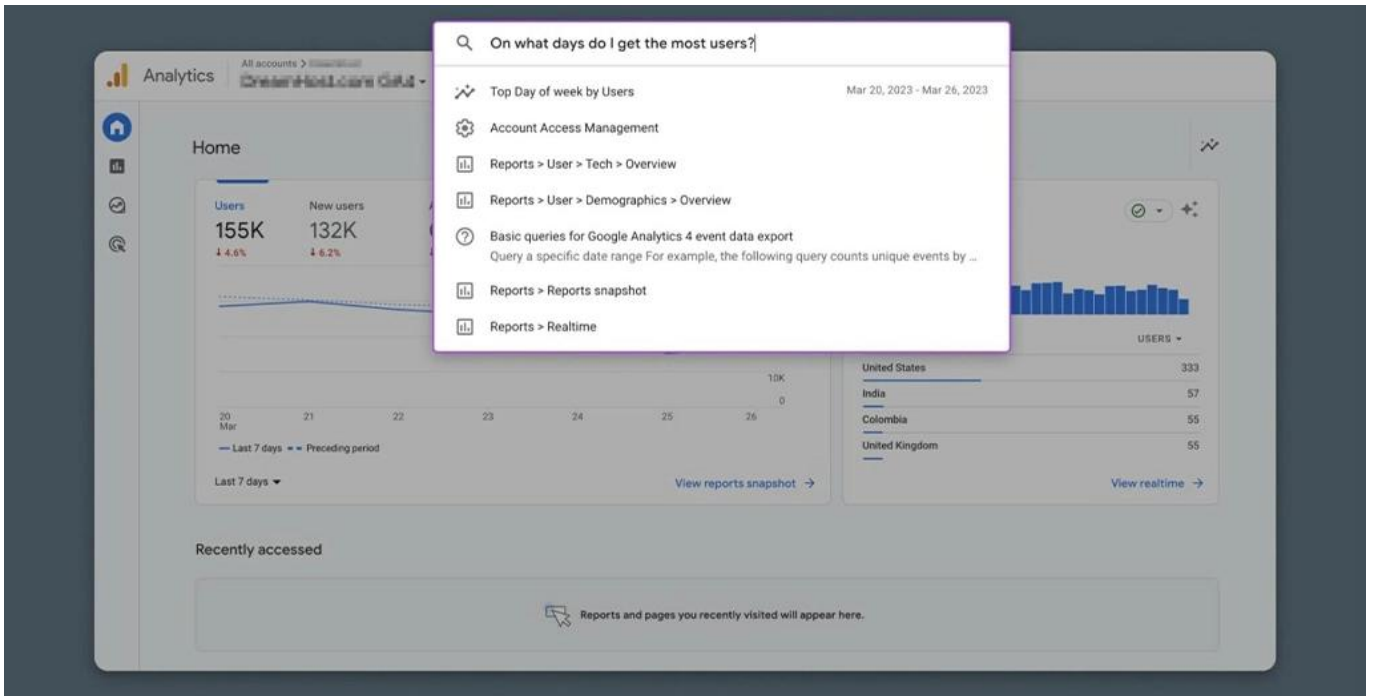 On what days do I get the most users?
Top Day of week by Users Mar 20, 2023 - Mar 26, 2023
Account Access Management
Reports > User > Tech > Overview
Reports > User > Demographics > Overview
Basic queries for Google Analytics 4 event data export
Query a specific date range For example, the following query counts unique events by ...
Reports > Reports snapshot
Reports > Realtime
Analytics
All accounts >
Home
Users New users
155K 132K
↓ 4.6% ↓ 6.2%
10K
0
20 21 22 23 24 25 26
Mar
Last 7 days Preceding period
Last 7 days
View reports snapshot →
USERS
United States 333
India 57
Colombia 55
United Kingdom 55
View realtime →
Recently accessed
Reports and pages you recently visited will appear here.